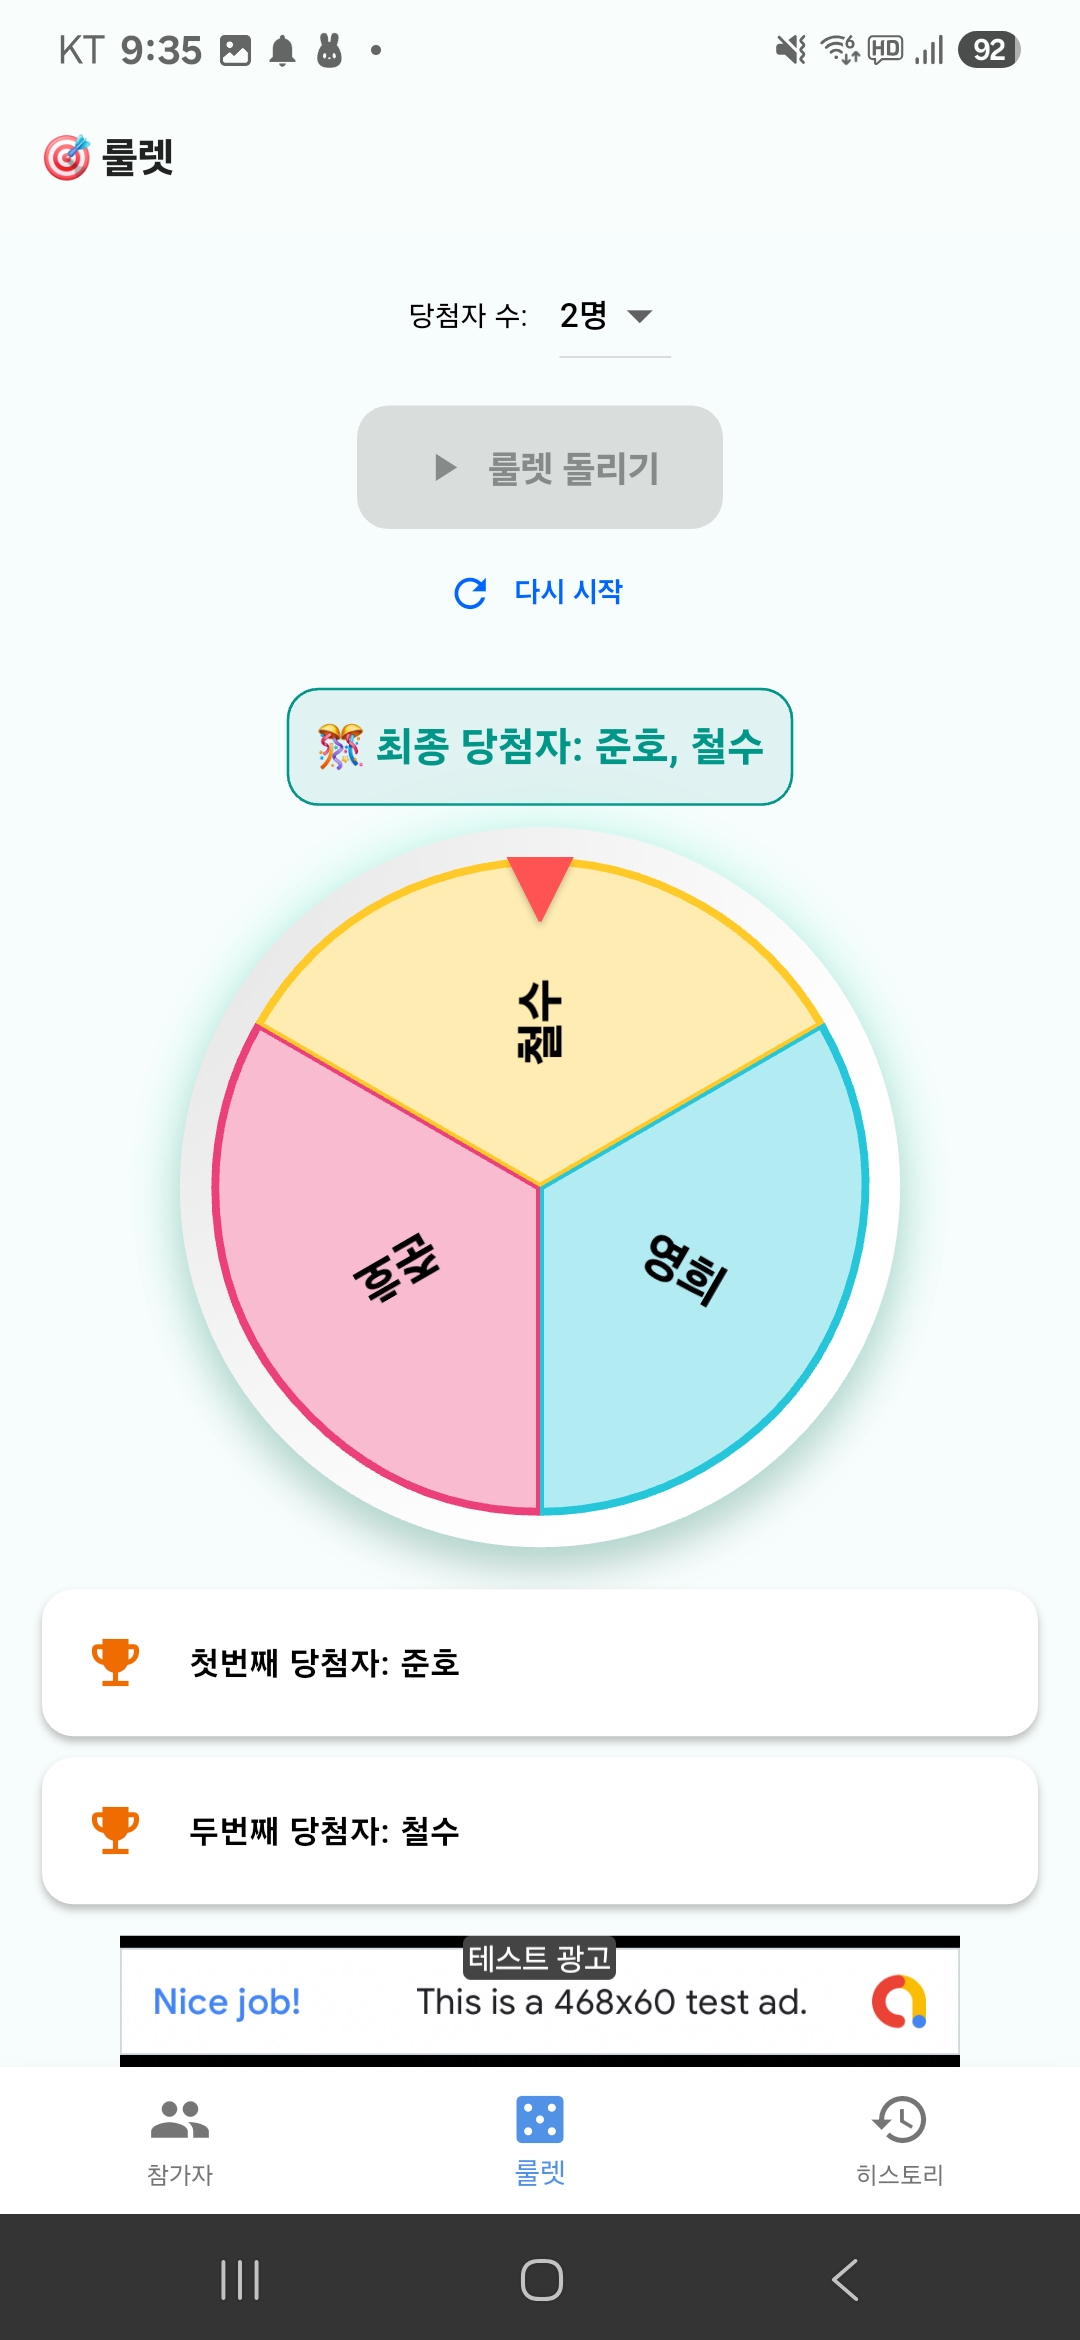 KT 9:35
HD
92
룰렛
당첨자 수: 2명
룰렛 돌리기
다시 시작
최종 당첨자: 준호, 철수
철수
준호
영희
첫번째 당첨자: 준호
두번째 당첨자: 철수
테스트 광고
Nice job! This is a 468x60 test ad.
참가자 룰렛 히스토리